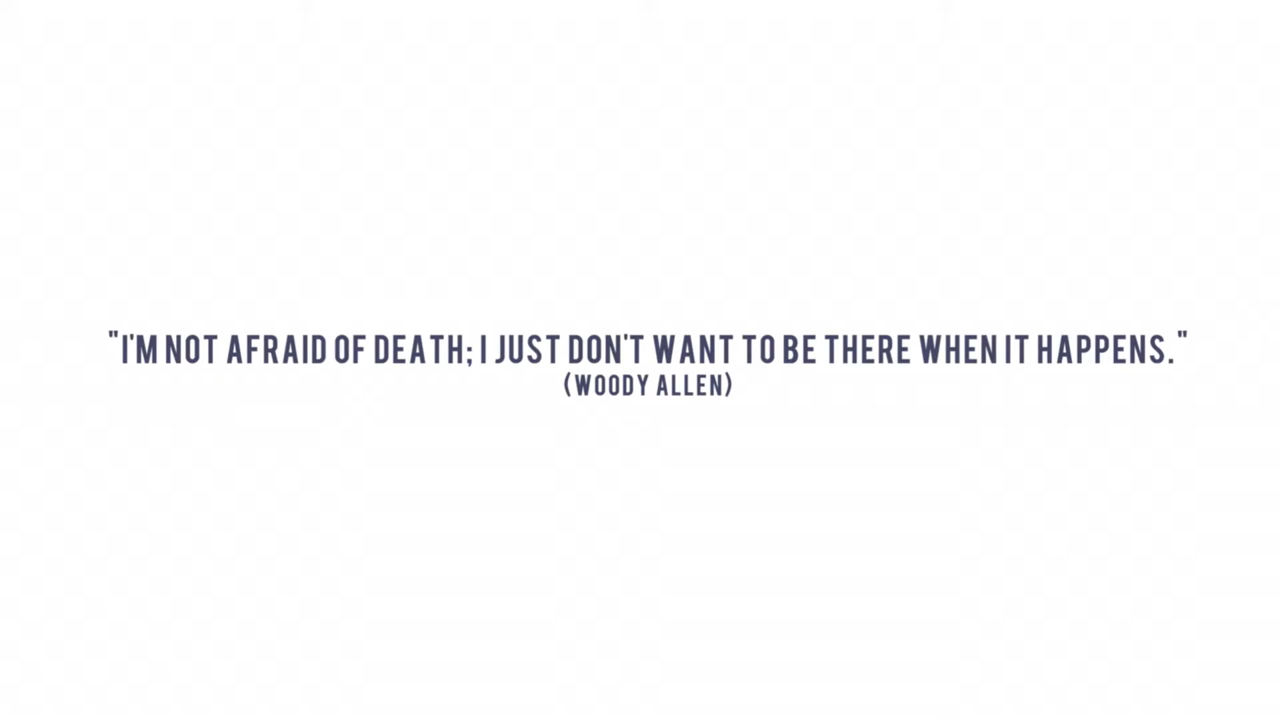 "I'M NOT AFRAID OF DEATH; I JUST DON'T WANT TO BE THERE WHEN IT HAPPENS."
(WOODY ALLEN)